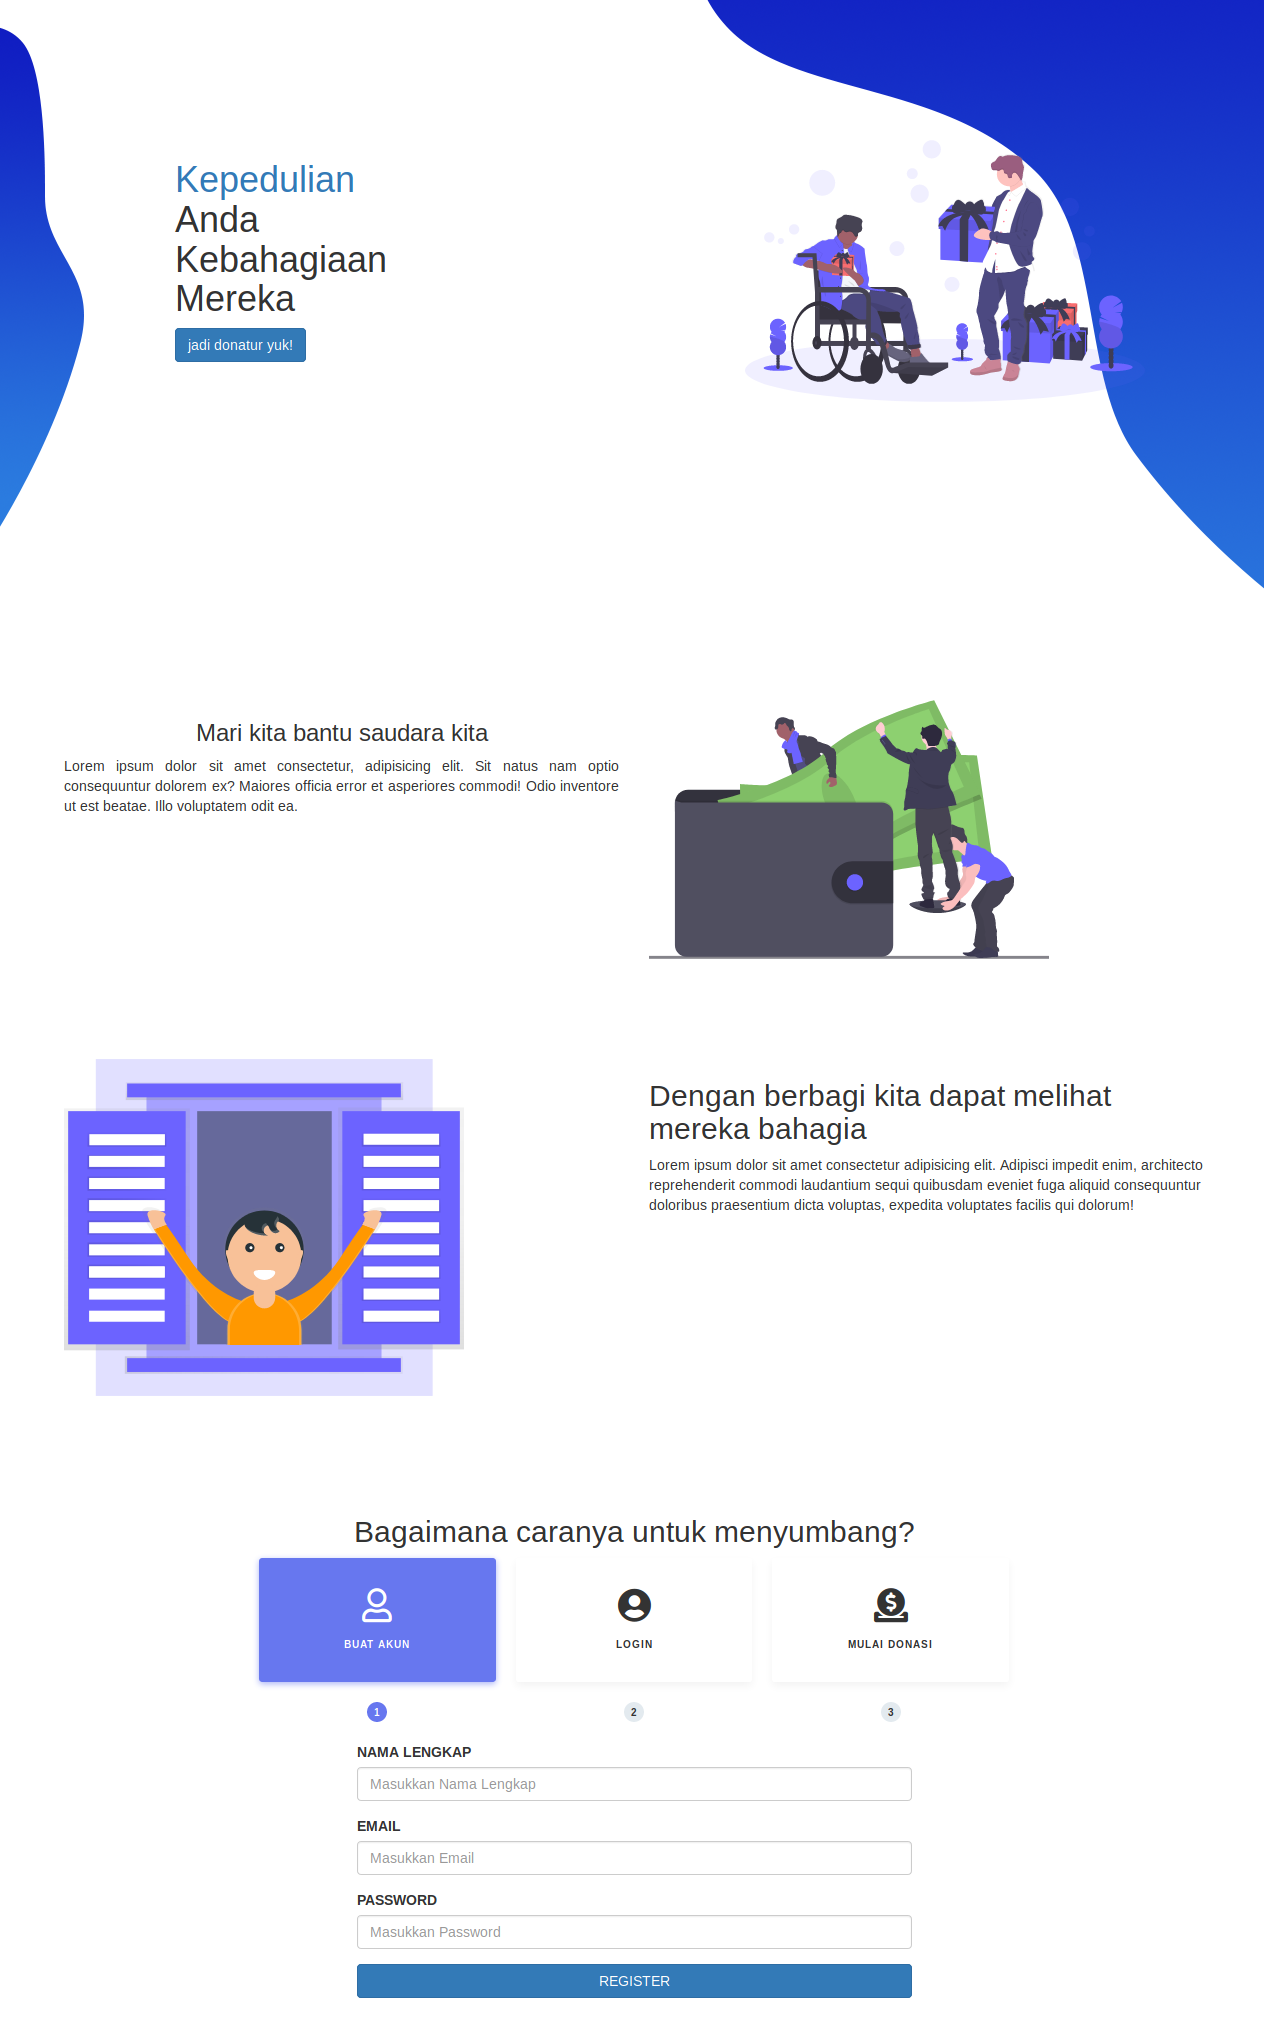 Kepedulian
Anda
Kebahagiaan
Mereka
jadi donatur yuk!
Mari kita bantu saudara kita
Lorem ipsum dolor sit amet consectetur, adipisicing elit. Sit natus nam optio
consequuntur dolorem ex? Maiores officia error et asperiores commodi! Odio inventore
ut est beatae. Illo voluptatem odit ea.
Dengan berbagi kita dapat melihat
mereka bahagia
Lorem ipsum dolor sit amet consectetur adipisicing elit. Adipisci impedit enim, architecto
reprehenderit commodi laudantium sequi quibusdam eveniet fuga aliquid consequuntur
doloribus praesentium dicta voluptas, expedita voluptates facilis qui dolorum!
Bagaimana caranya untuk menyumbang?
BUAT AKUN
LOGIN
MULAI DONASI
1
2
3
NAMA LENGKAP
Masukkan Nama Lengkap
EMAIL
Masukkan Email
PASSWORD
Masukkan Password
REGISTER